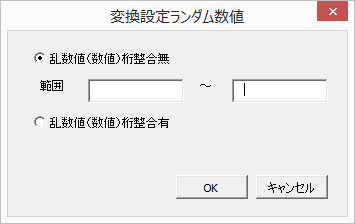 変換設定ランダム数値
乱数値(数値)桁整合無
範囲 ～
乱数値(数値)桁整合有
OK キャンセル